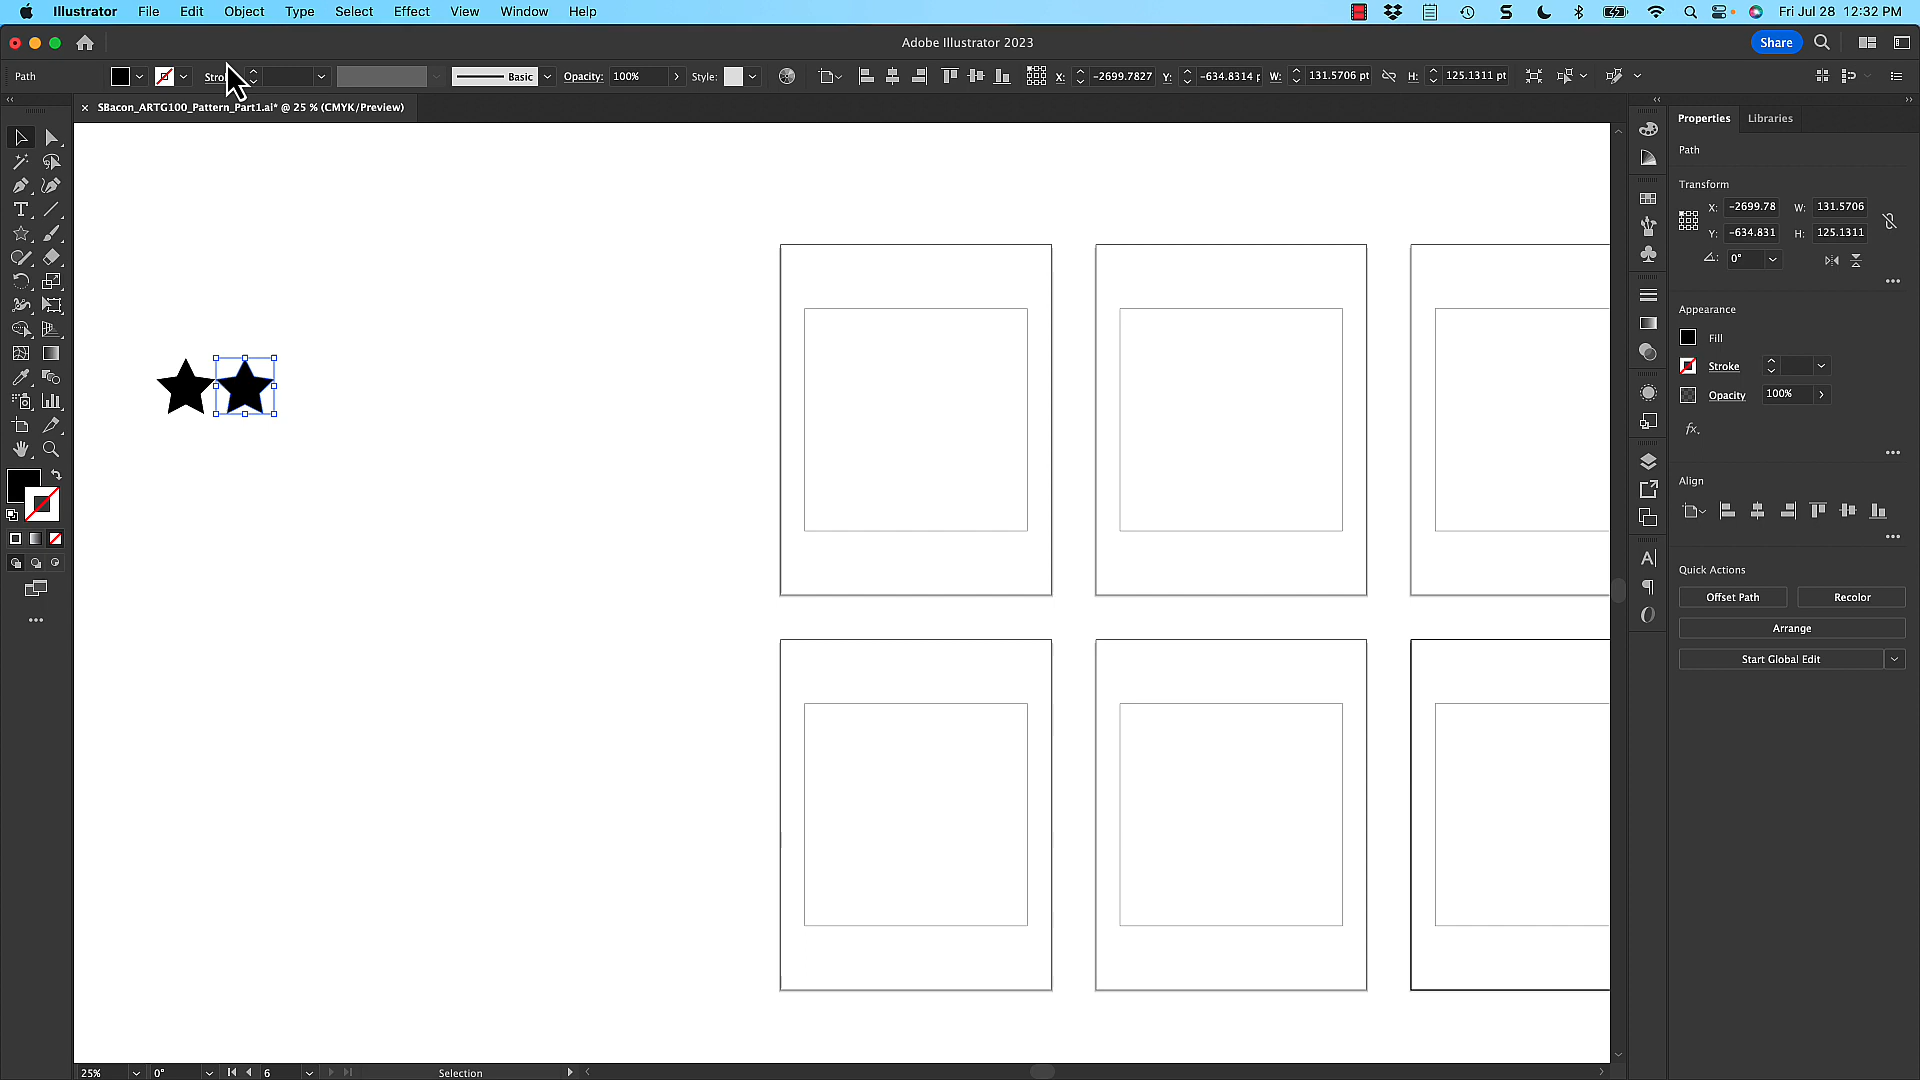 Illustrator File Edit Object Type Select Effect View Window Help Fri Jul 28 12:32 PM
Adobe Illustrator 2023 Share
Path Basic Opacity: 100% Style: X: -2699.7827 Y: -634.8314 W: 131.5706 pt H: 125.1311 pt
× SBacon_ARTG100_Pattern_Part1.ai* @ 25 % (CMYK/Preview)
Properties Libraries
Path
Transform
X: -2699.78 W: 131.5706
Y: -634.831 H: 125.1311
0°
Appearance
Fill
Stroke
Opacity 100%
fx.
Align
Quick Actions
Offset Path Recolor
Arrange
Start Global Edit
25% 0° 6 Selection